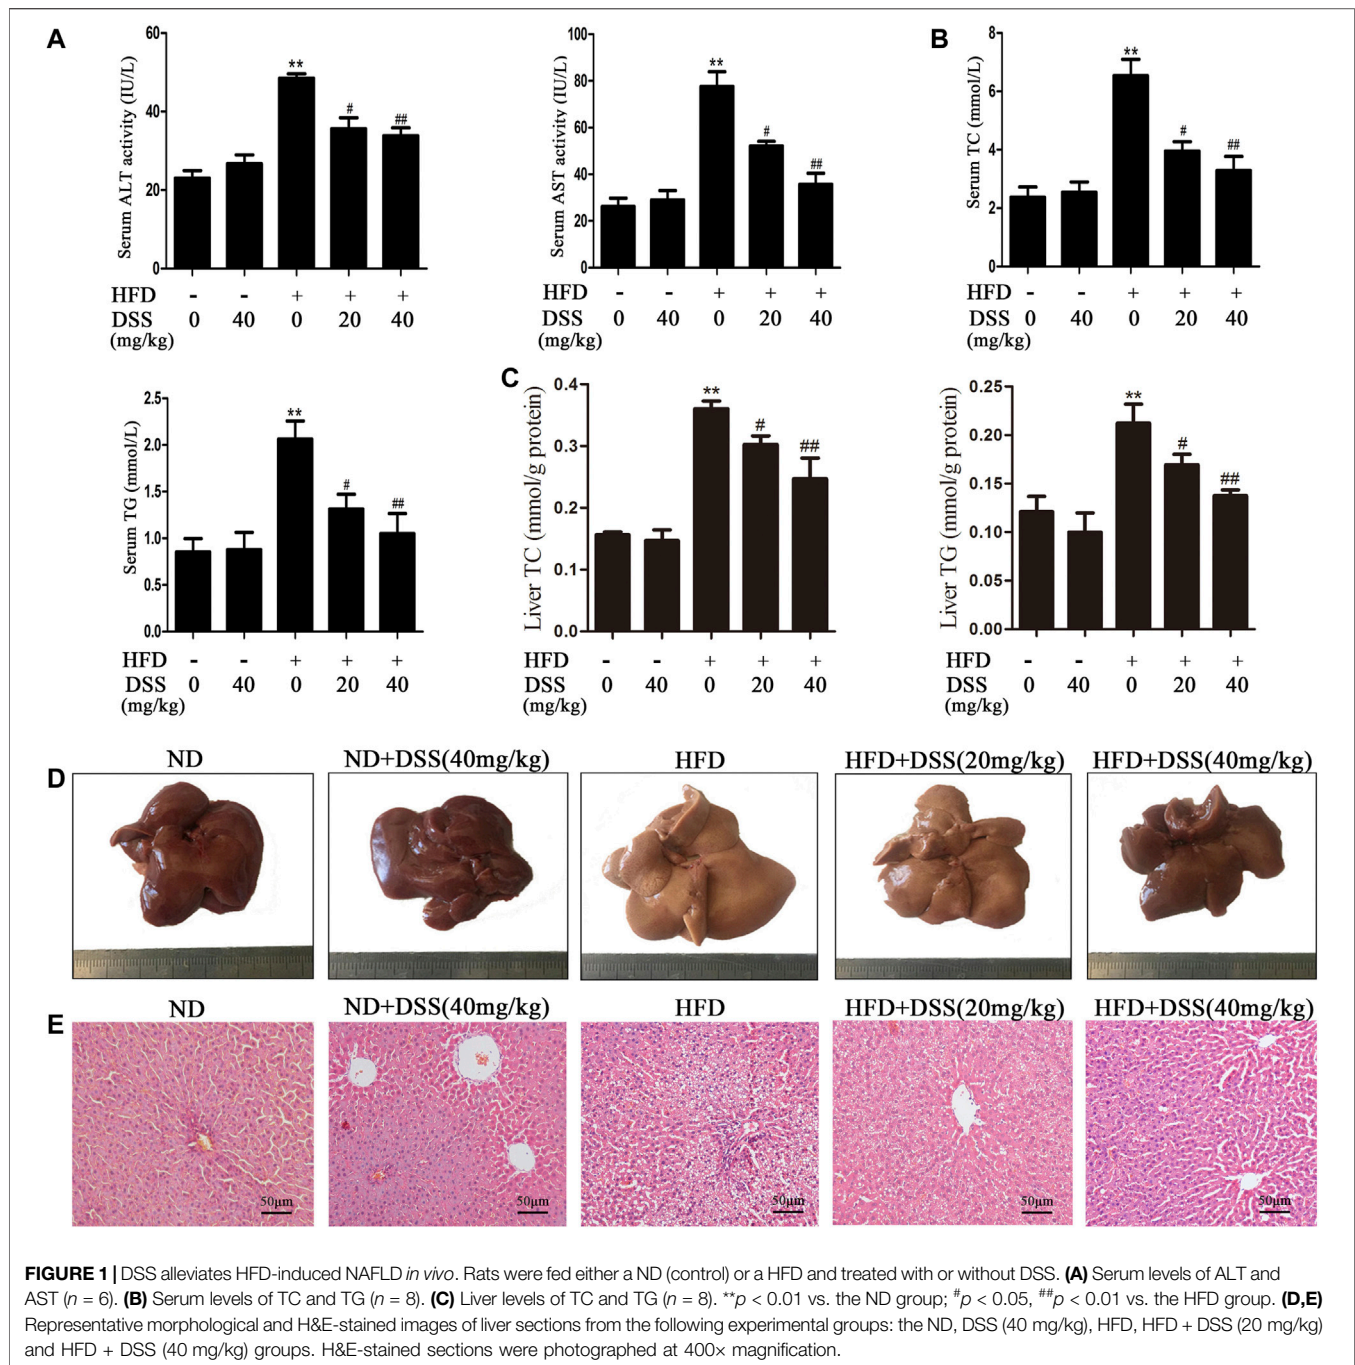 A
60
40
20
0
Serum ALT activity (IU/L)
**
#
##
HFD - - + + +
DSS 0 40 0 20 40
(mg/kg)
100
80
60
40
20
0
Serum AST activity (IU/L)
**
#
##
HFD - - + + +
DSS 0 40 0 20 40
(mg/kg)
B
8
6
4
2
0
Serum TC (mmol/L)
**
#
##
HFD - - + + +
DSS 0 40 0 20 40
(mg/kg)
2.5
2.0
1.5
1.0
0.5
0.0
Serum TG (mmol/L)
**
#
##
HFD - - + + +
DSS 0 40 0 20 40
(mg/kg)
C
0.4
0.3
0.2
0.1
0.0
Liver TC (mmol/g protein)
**
#
##
HFD - - + + +
DSS 0 40 0 20 40
(mg/kg)
0.25
0.20
0.15
0.10
0.05
0.00
Liver TG (mmol/g protein)
**
#
##
HFD - - + + +
DSS 0 40 0 20 40
(mg/kg)
D
ND ND+DSS(40mg/kg) HFD HFD+DSS(20mg/kg) HFD+DSS(40mg/kg)
E
ND ND+DSS(40mg/kg) HFD HFD+DSS(20mg/kg) HFD+DSS(40mg/kg)
50μm 50μm 50μm 50μm 50μm
FIGURE 1 | DSS alleviates HFD-induced NAFLD in vivo. Rats were fed either a ND (control) or a HFD and treated with or without DSS. (A) Serum levels of ALT and
AST (n = 6). (B) Serum levels of TC and TG (n = 8). (C) Liver levels of TC and TG (n = 8). **p < 0.01 vs. the ND group; #p < 0.05, ##p < 0.01 vs. the HFD group. (D,E)
Representative morphological and H&E-stained images of liver sections from the following experimental groups: the ND, DSS (40 mg/kg), HFD, HFD + DSS (20 mg/kg)
and HFD + DSS (40 mg/kg) groups. H&E-stained sections were photographed at 400× magnification.